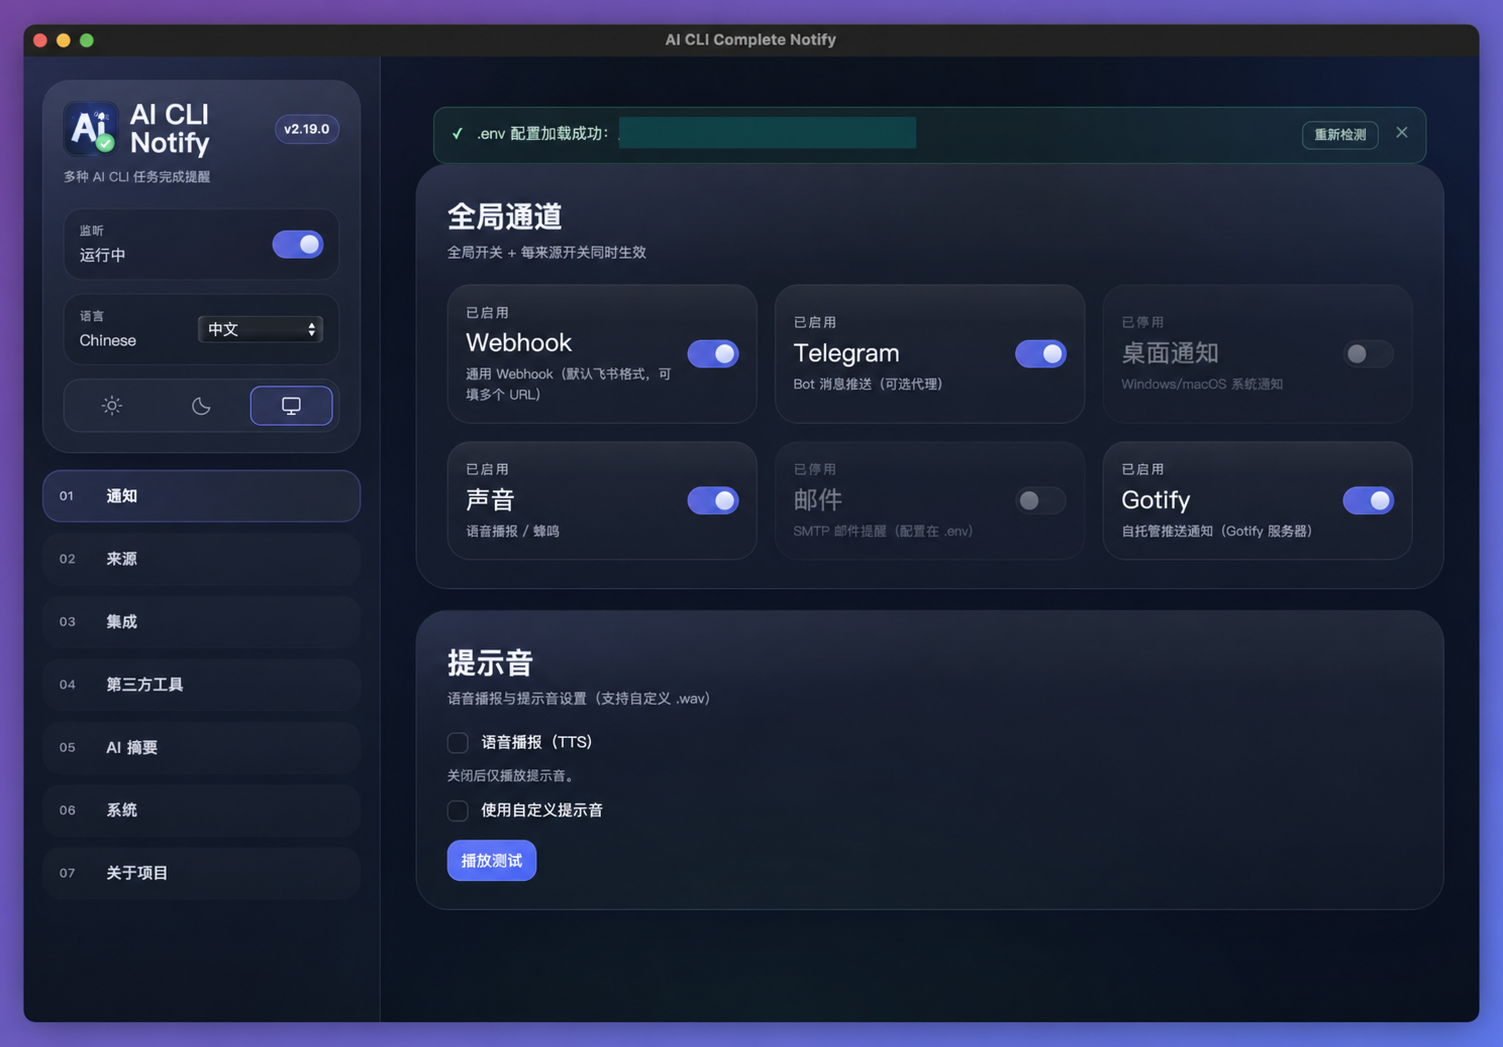 AI CLI Complete Notify
AI CLI
Notify
v2.19.0
多种 AI CLI 任务完成提醒
监听
运行中
语言
Chinese
中文
01 通知
02 来源
03 集成
04 第三方工具
05 AI 摘要
06 系统
07 关于项目
✓ .env 配置加载成功：
重新检测
全局通道
全局开关 + 每来源开关同时生效
已启用
Webhook
通用 Webhook（默认飞书格式，可
填多个 URL）
已启用
Telegram
Bot 消息推送（可选代理）
已停用
桌面通知
Windows/macOS 系统通知
已启用
声音
语音播报 / 蜂鸣
已停用
邮件
SMTP 邮件提醒（配置在 .env）
已启用
Gotify
自托管推送通知（Gotify 服务器）
提示音
语音播报与提示音设置（支持自定义 .wav）
语音播报（TTS）
关闭后仅播放提示音。
使用自定义提示音
播放测试